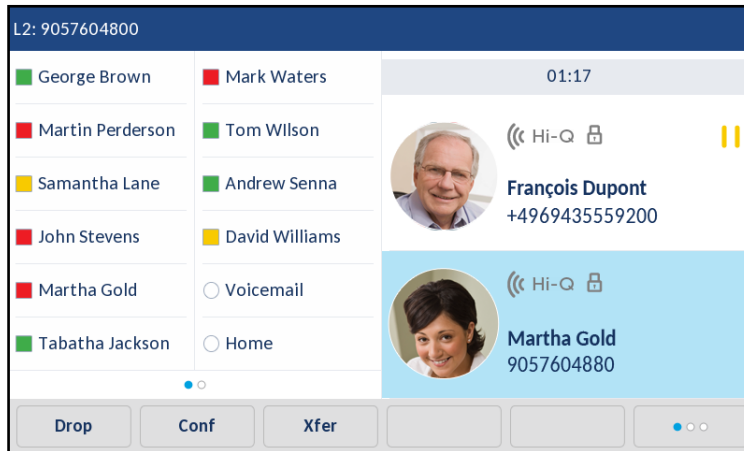 L2: 9057604800
George Brown
Mark Waters
Martin Perderson
Tom WIlson
Samantha Lane
Andrew Senna
John Stevens
David Williams
Martha Gold
Voicemail
Tabatha Jackson
Home
01:17
Hi-Q
François Dupont
+4969435559200
Hi-Q
Martha Gold
9057604880
Drop
Conf
Xfer